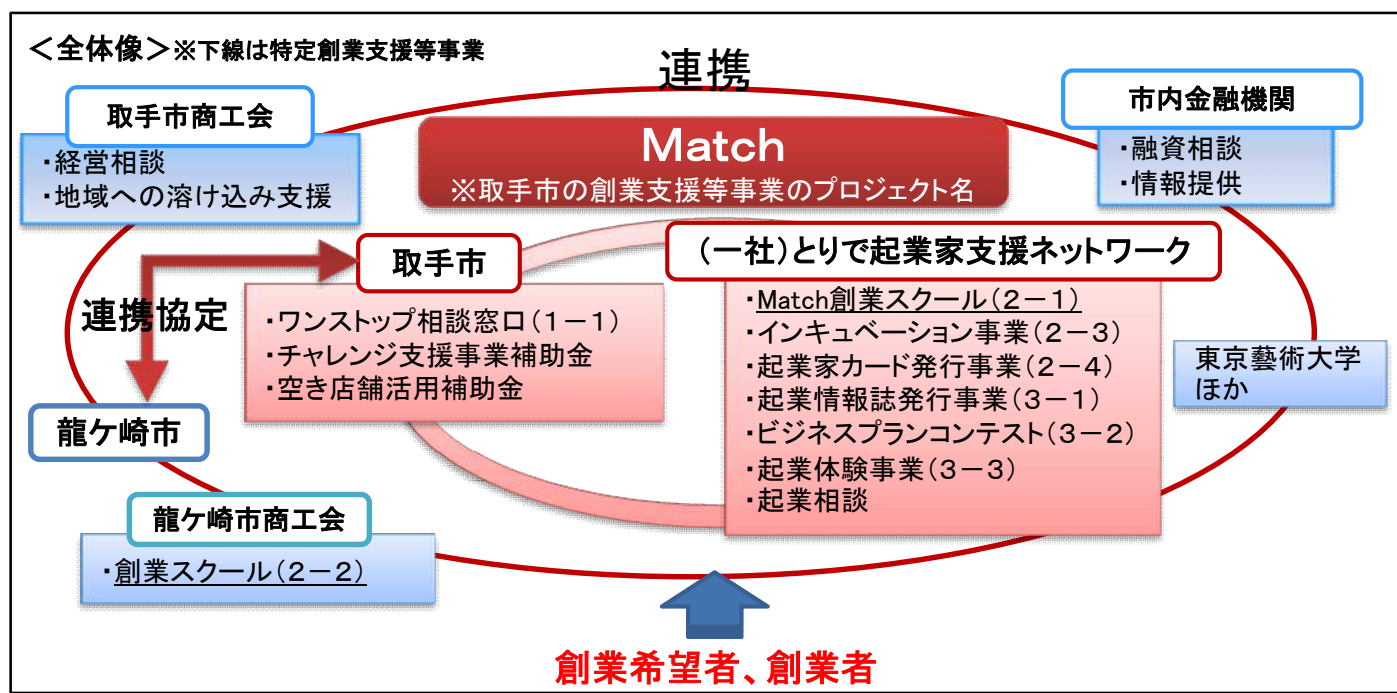 ＜全体像＞※下線は特定創業支援等事業
連携
取手市商工会
・経営相談
・地域への溶け込み支援
Match
※取手市の創業支援等事業のプロジェクト名
市内金融機関
・融資相談
・情報提供
連携協定
取手市
・ワンストップ相談窓口（１－１）
・チャレンジ支援事業補助金
・空き店舗活用補助金
（一社）とりで起業家支援ネットワーク
・Match創業スクール（２－１）
・インキュベーション事業（２－３）
・起業家カード発行事業（２－４）
・起業情報誌発行事業（３－１）
・ビジネスプランコンテスト（３－２）
・起業体験事業（３－３）
・起業相談
東京藝術大学
ほか
龍ケ崎市
龍ケ崎市商工会
・創業スクール（２－２）
創業希望者、創業者